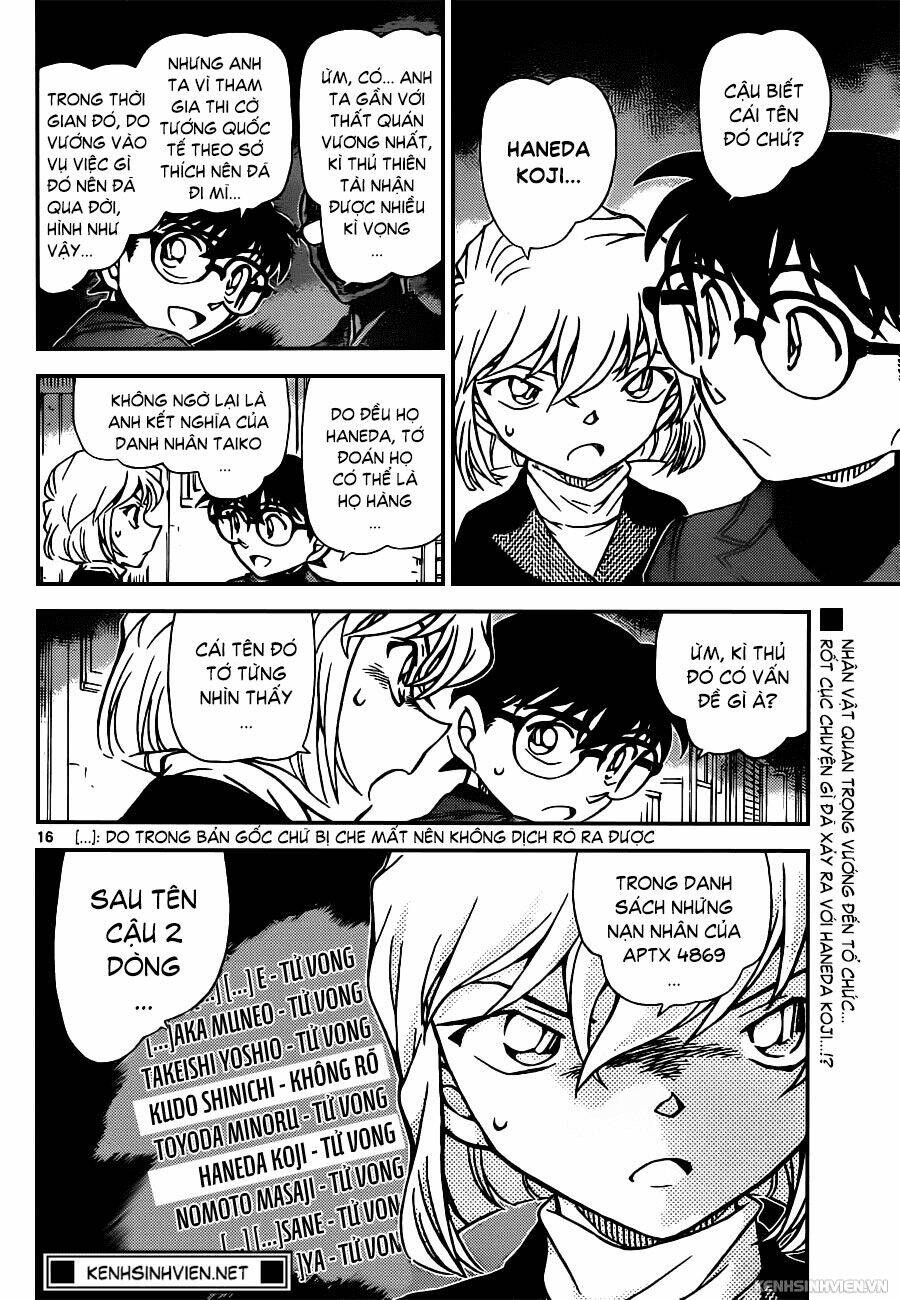 CẬU BIẾT
CÁI TÊN
ĐÓ CHỨ?
HANEDA
KOJI...
ỪM, CÓ... ANH
TA GẦN VỚI
THẤT QUÁN
VƯƠNG NHẤT,
KÌ THỦ THIÊN
TÀI NHẬN
ĐƯỢC NHIỀU
KÌ VỌNG
...
NHƯNG ANH
TA VÌ THAM
GIA THI CỜ
TƯỚNG QUỐC
TẾ THEO SỞ
THÍCH NÊN ĐÃ
ĐI MĨ...
TRONG THỜI
GIAN ĐÓ, DO
VƯỚNG VÀO
VỤ VIỆC GÌ
ĐÓ NÊN ĐÃ
QUA ĐỜI,
HÌNH NHƯ
VẬY...
DO ĐỀU HỌ
HANEDA, TỚ
ĐOÁN HỌ
CÓ THỂ LÀ
HỌ HÀNG
...
KHÔNG NGỜ LẠI LÀ
ANH KẾT NGHĨA CỦA
DANH NHÂN TAIKO
...
ỪM, KÌ THỦ
ĐÓ CÓ VẤN
ĐỀ GÌ À?
CÁI TÊN ĐÓ
TỚ TỪNG
NHÌN THẤY
...
NHÂN VẬT QUAN TRỌNG VƯỚNG ĐẾN TỔ CHỨC...
RỐT CỤC CHUYỆN GÌ ĐÃ XẢY RA VỚI HANEDA KOJI...!?
16 [...]: DO TRONG BẢN GỐC CHỮ BỊ CHE MẤT NÊN KHÔNG DỊCH RÕ RA ĐƯỢC
TRONG DANH
SÁCH NHỮNG
NẠN NHÂN CỦA
APTX 4869
...
SAU TÊN
CẬU 2
DÒNG
...
...] [...] E - TỬ VONG
[...]AKA MUNEO - TỬ VONG
TAKEISHI YOSHIO - TỬ VONG
KUDO SHINICHI - KHÔNG RÕ
TOYODA MINORU - TỬ VONG
HANEDA KOJI - TỬ VONG
NOMOTO MASAJI - TỬ VONG
[...] [...]SANE - TỬ VON
]YA - TỬ VON
KENHSINHVIEN.NET
KENHSINHVIEN.VN